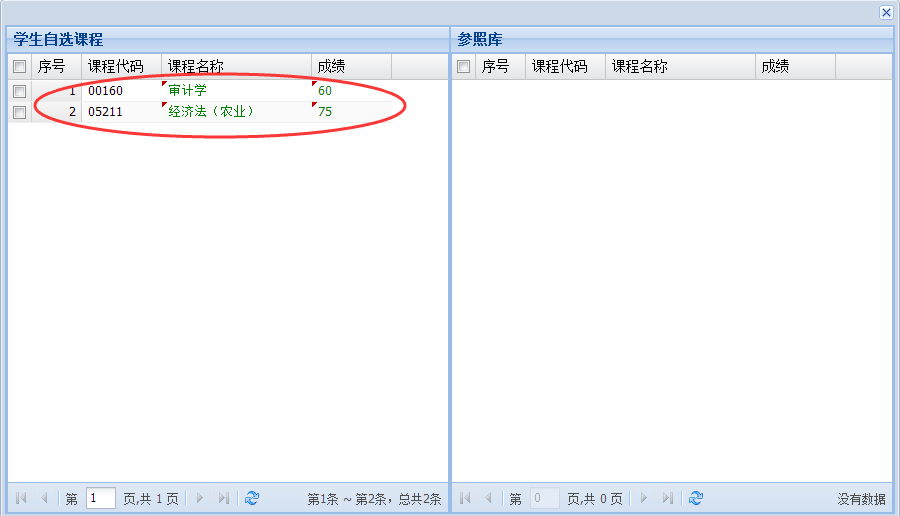 学生自选课程
序号 课程代码 课程名称 成绩
1 00160 审计学 60
2 05211 经济法（农业） 75
第 1 页,共 1 页 第1条 ~ 第2条，总共2条
参照库
序号 课程代码 课程名称 成绩
第 0 页,共 0 页 没有数据